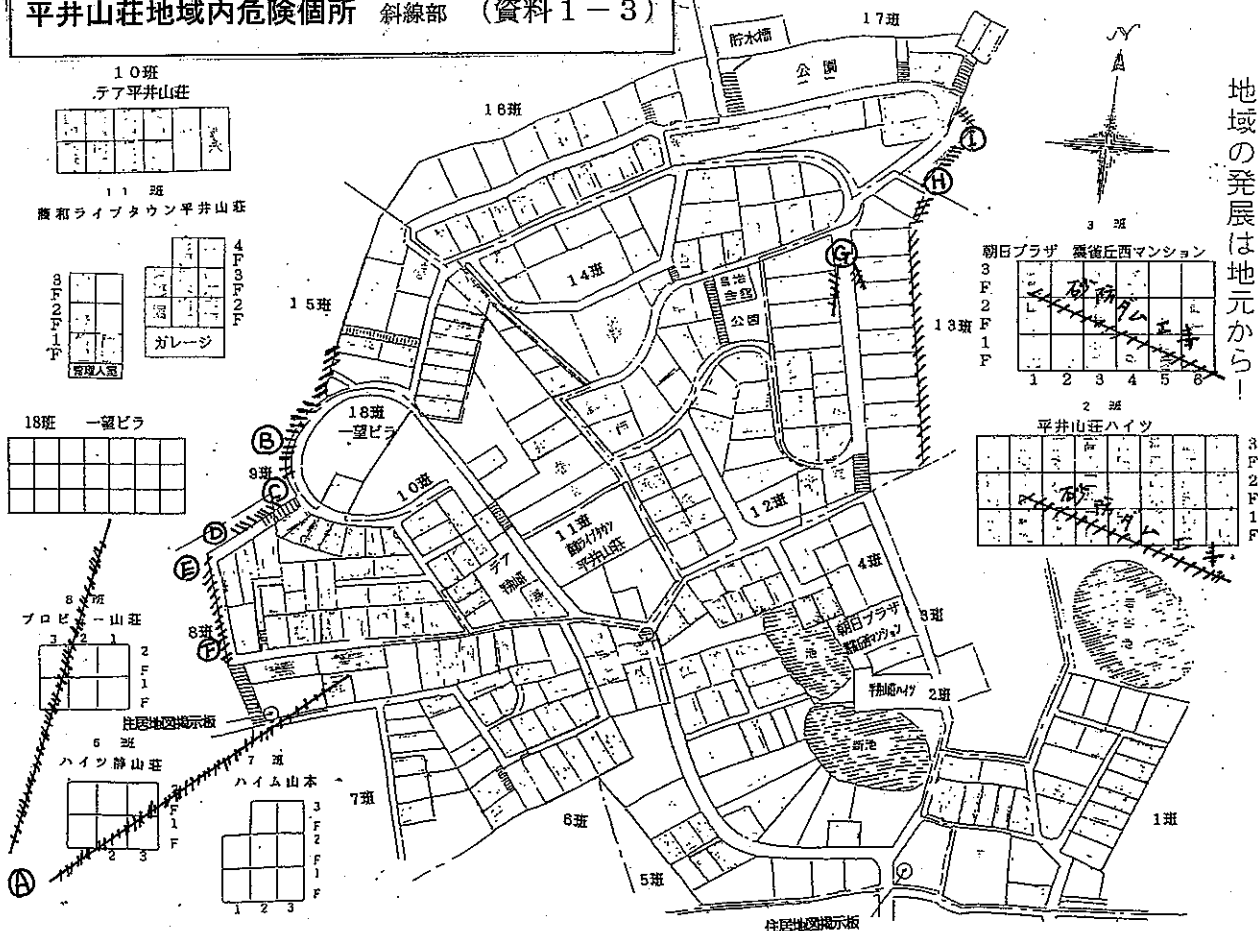 平井山荘地域内危険個所 斜線部 （資料１－３）
地域の発展は地元から！
17班
貯水槽
公園
16班
10班
テア平井山荘
11班
藤和ライブタウン平井山荘
4F
3F
2F
3F
2F
1F
ガレージ
管理人室
15班
14班
自治会館
公園
13班
Ⓘ
Ⓗ
Ⓖ
3班
朝日プラザ 雲雀丘西マンション
3F
2F
1F
砂防ダム工事
1 2 3 4 5 6
2班
平井山荘ハイツ
3F
2F
1F
砂防ダム工事
18班 一望ビラ
18班
一望ビラ
Ⓑ
9班
Ⓒ
Ⓓ
Ⓔ
8班
Ⓕ
10班
テア
11班
平井山荘
12班
4班
朝日プラザ
3班
池
平井山荘ハイツ
2班
新池
池
8班
3 2 1
2F
1F
住居地図掲示板
6班
ハイツ静山荘
1F
2 3
7班
ハイム山本
3F
2F
1F
1 2 3
Ⓐ
7班
6班
5班
1班
住居地図掲示板